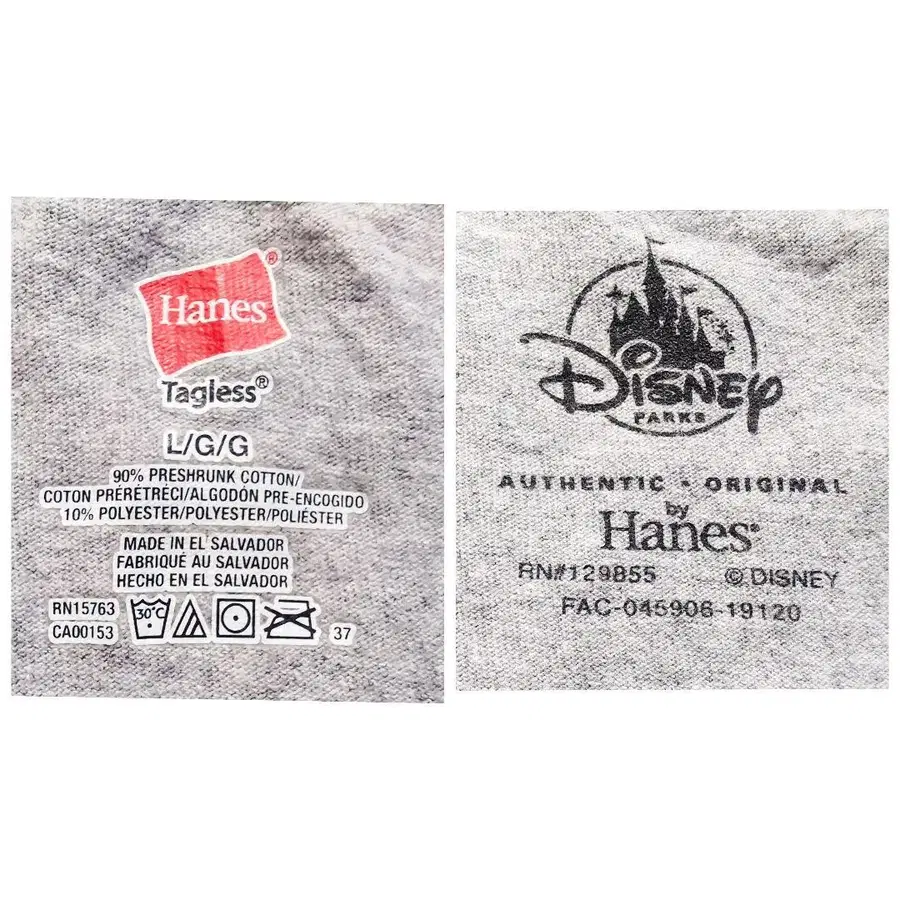 Hanes®
Tagless®
L/G/G
90% PRESHRUNK COTTON/
COTON PRÉRÉTRÉCI/ALGODÓN PRE-ENCOGIDO
10% POLYESTER/POLYESTER/POLIÉSTER
MADE IN EL SALVADOR
FABRIQUÉ AU SALVADOR
HECHO EN EL SALVADOR
RN15763
CA00153
30°C
37
Disney
PARKS
AUTHENTIC • ORIGINAL
by
Hanes®
RN#129855 © DISNEY
FAC-045906-19120